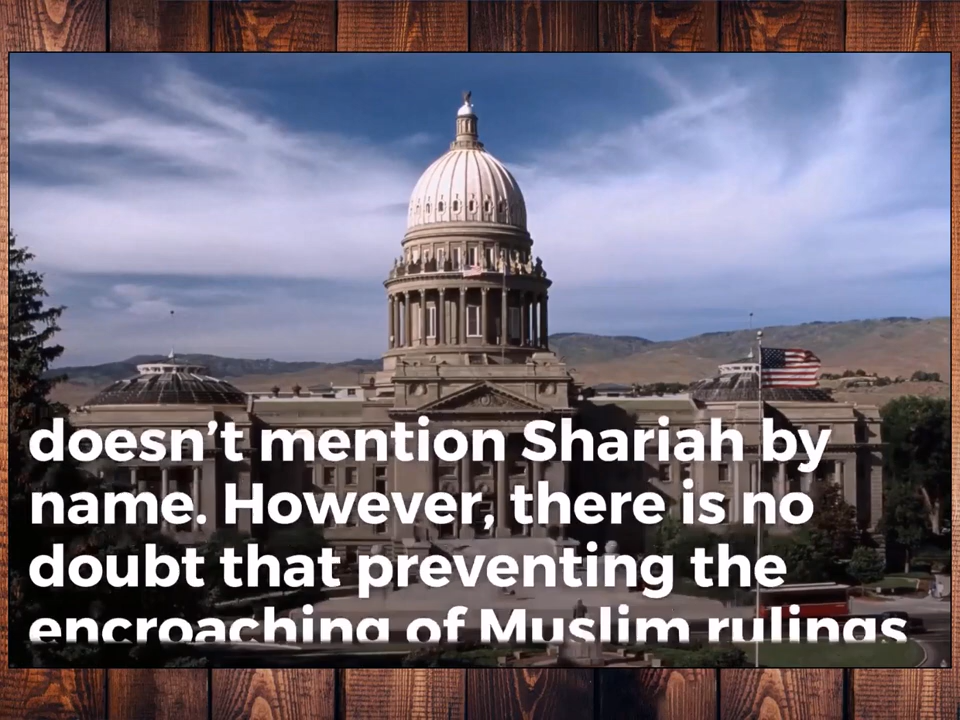 doesn’t mention Shariah by
name. However, there is no
doubt that preventing the
encroaching of Muslim rulings